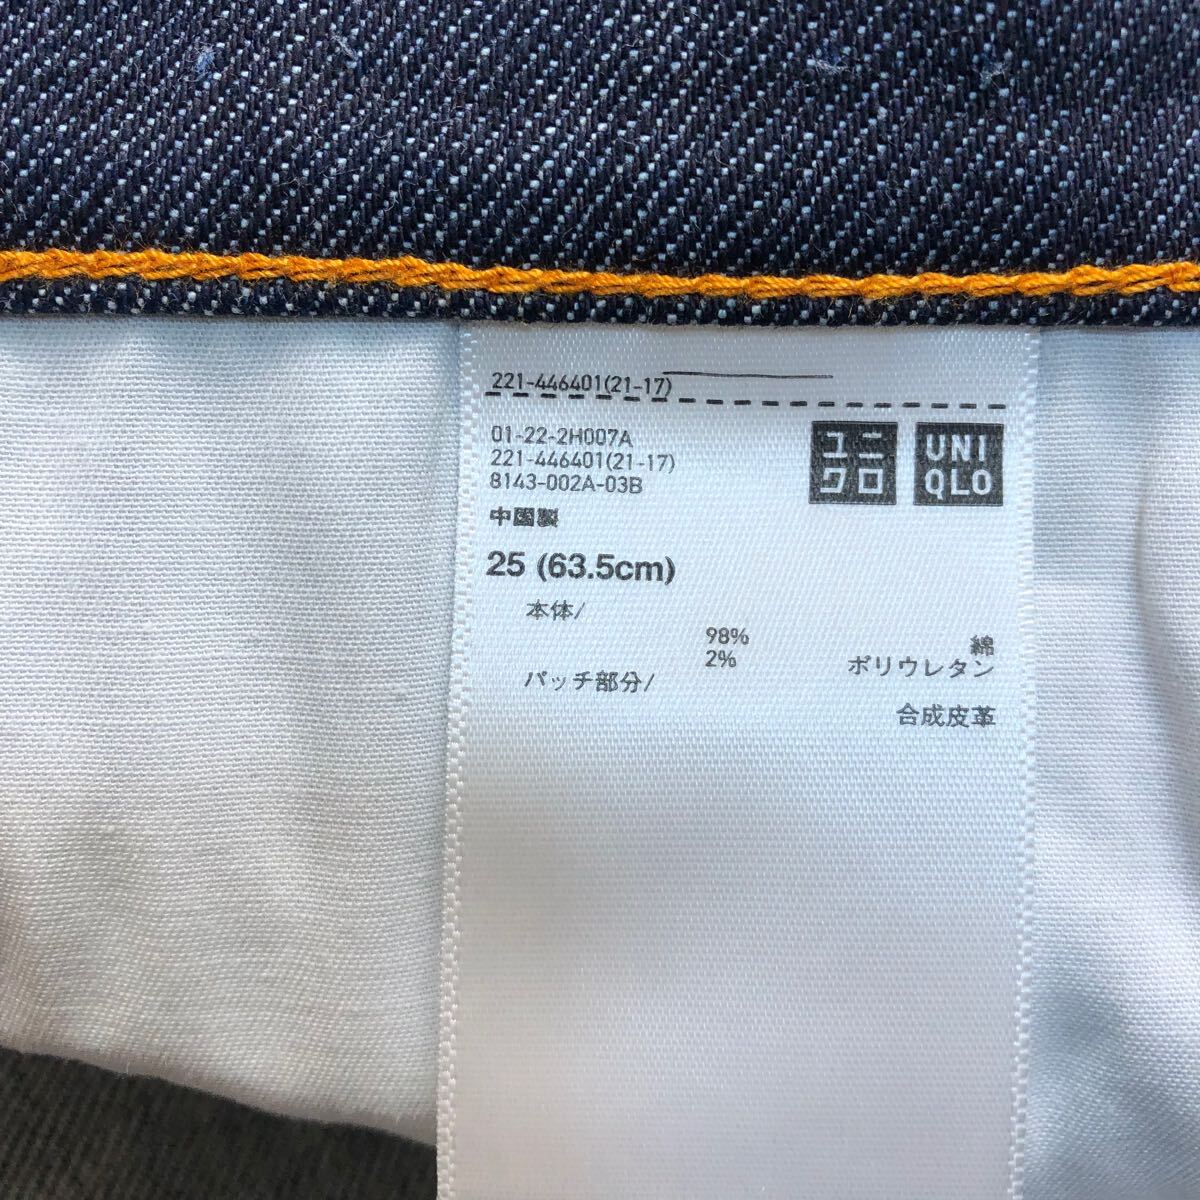 221-446401(21-17)
01-22-2H007A
221-446401(21-17)
8143-002A-03B
中国製
ユニ
クロ
UNI
QLO
25 (63.5cm)
本体/
98% 綿
2% ポリウレタン
パッチ部分/
合成皮革